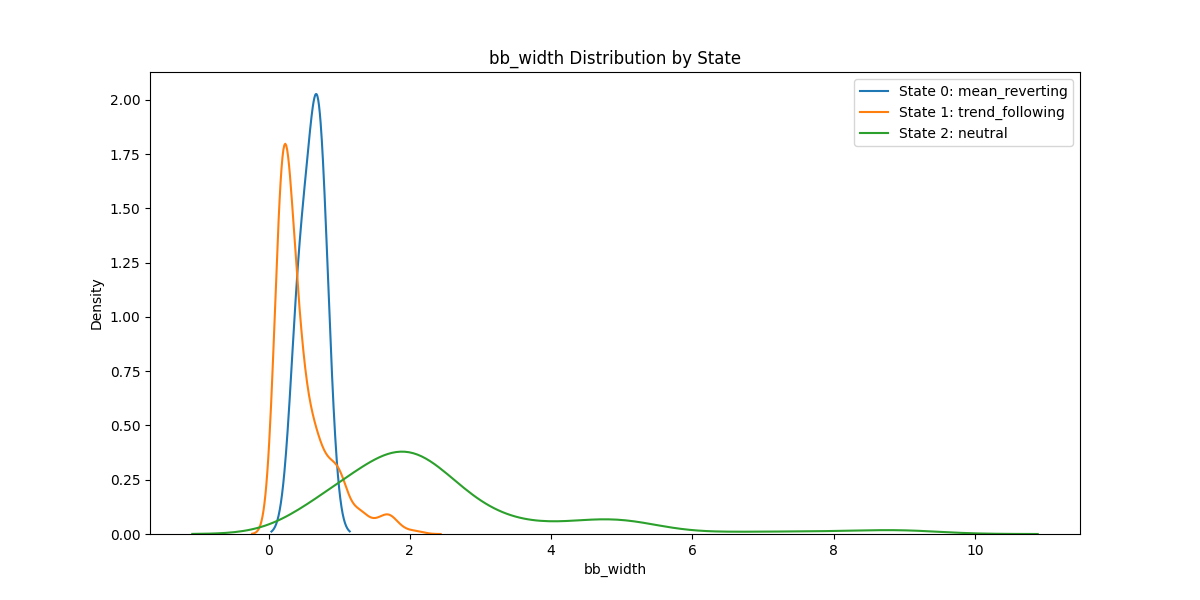 bb_width Distribution by State
State 0: mean_reverting
State 1: trend_following
State 2: neutral
Density
2.00
1.75
1.50
1.25
1.00
0.75
0.50
0.25
0.00
0
2
4
6
8
10
bb_width